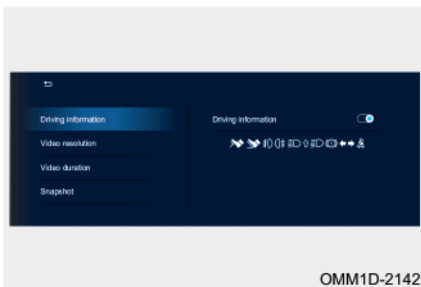 Driving information
Video resolution
Video duration
Snapshot
Driving information
OMM1D-2142